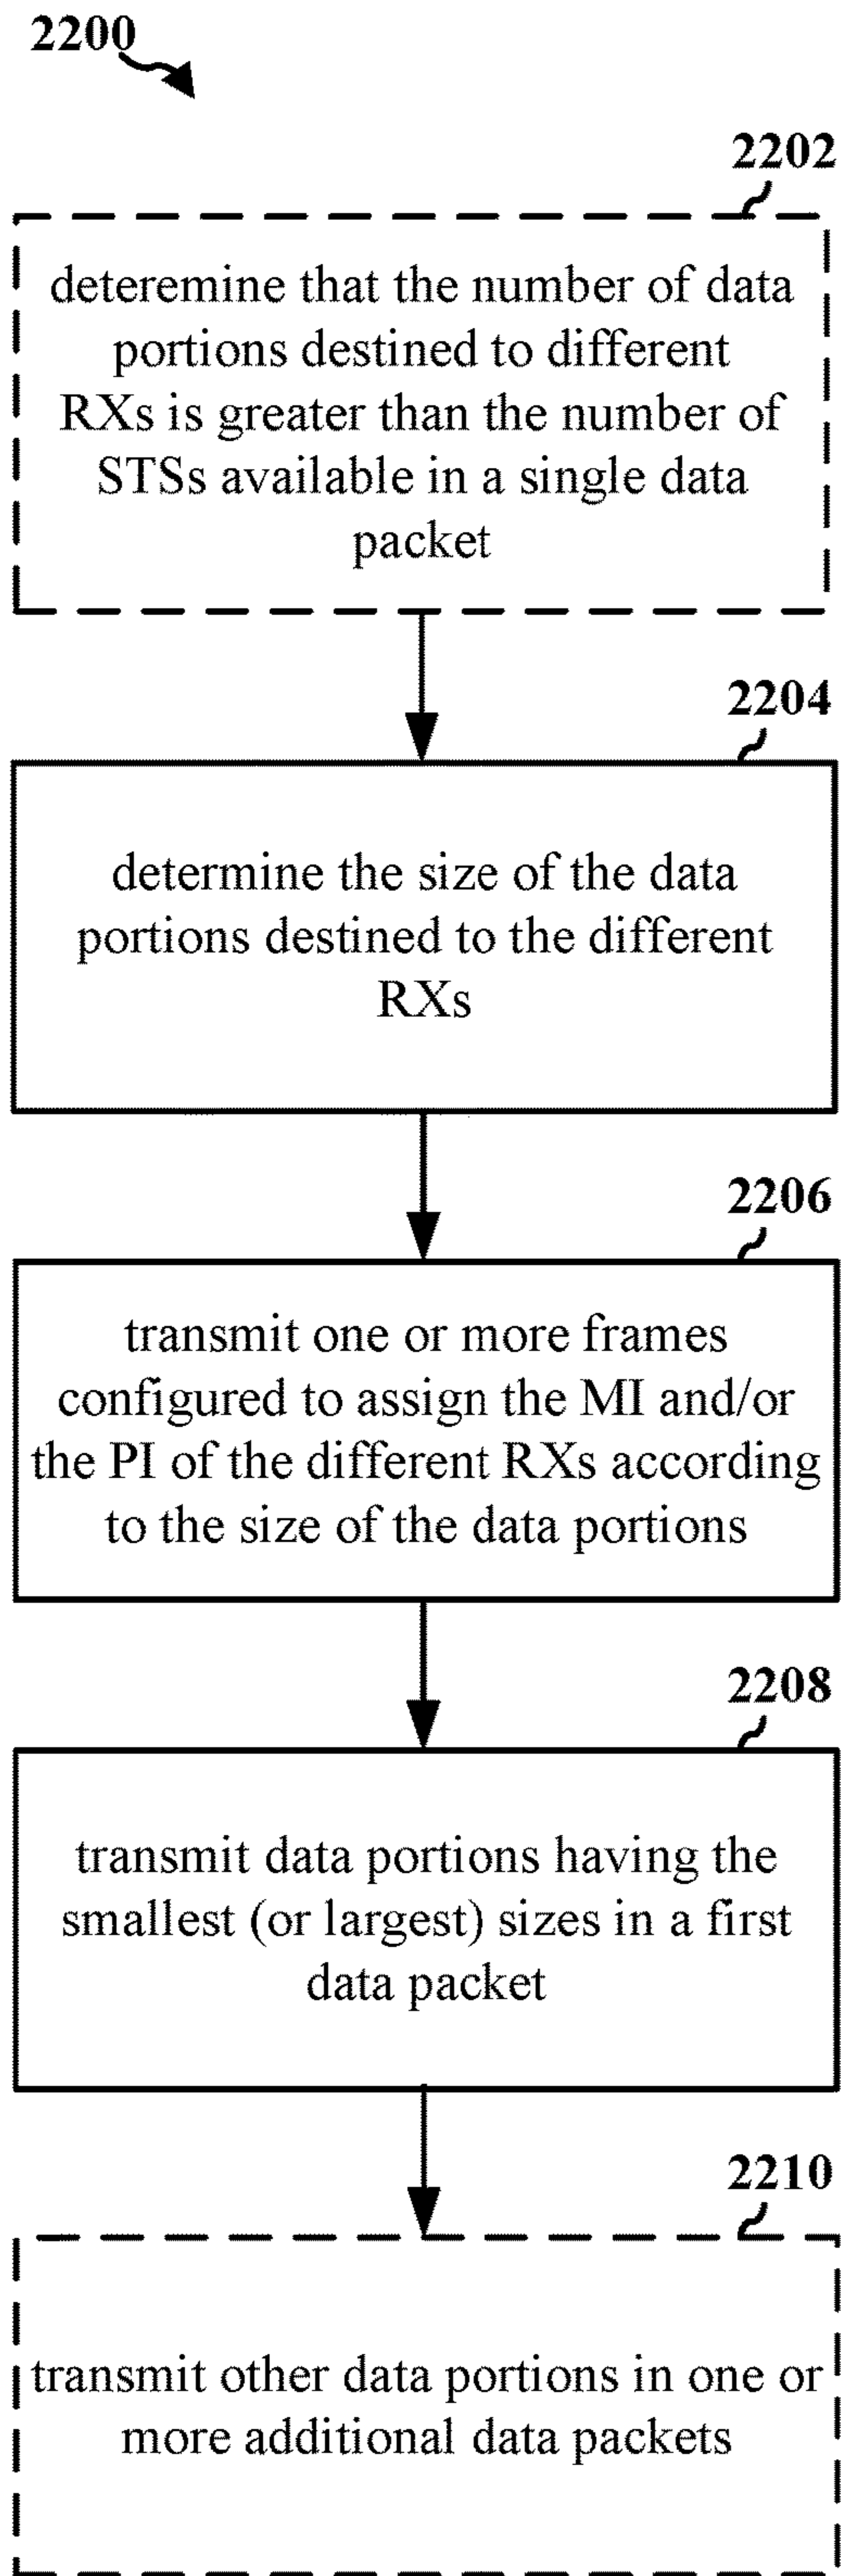 2200
2202
deteremine that the number of data
portions destined to different
RXs is greater than the number of
STSs available in a single data
packet
2204
determine the size of the data
portions destined to the different
RXs
2206
transmit one or more frames
configured to assign the MI and/or
the PI of the different RXs according
to the size of the data portions
2208
transmit data portions having the
smallest (or largest) sizes in a first
data packet
2210
transmit other data portions in one or
more additional data packets